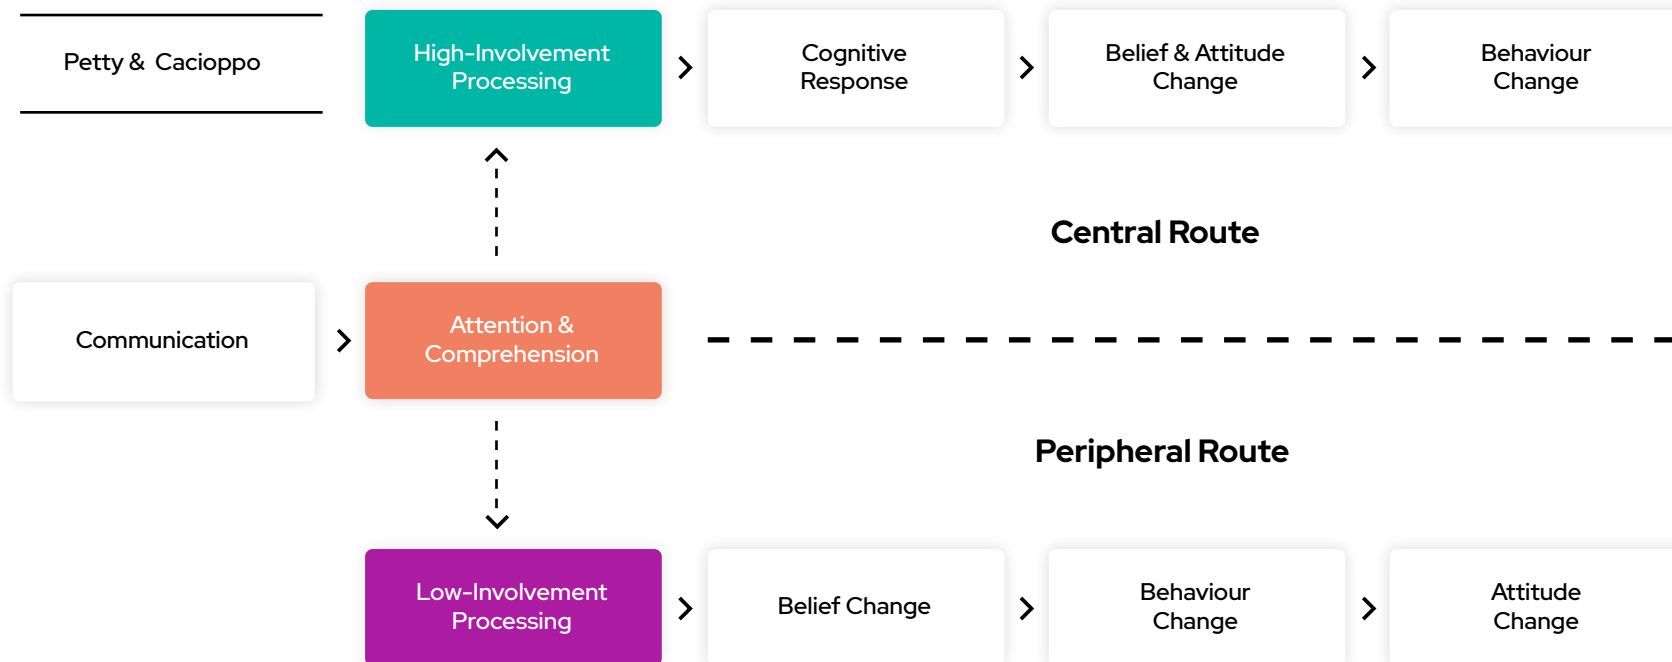 Petty & Cacioppo
High-Involvement
Processing
Cognitive
Response
Belief & Attitude
Change
Behaviour
Change
Central Route
Communication
Attention &
Comprehension
Peripheral Route
Low-Involvement
Processing
Belief Change
Behaviour
Change
Attitude
Change